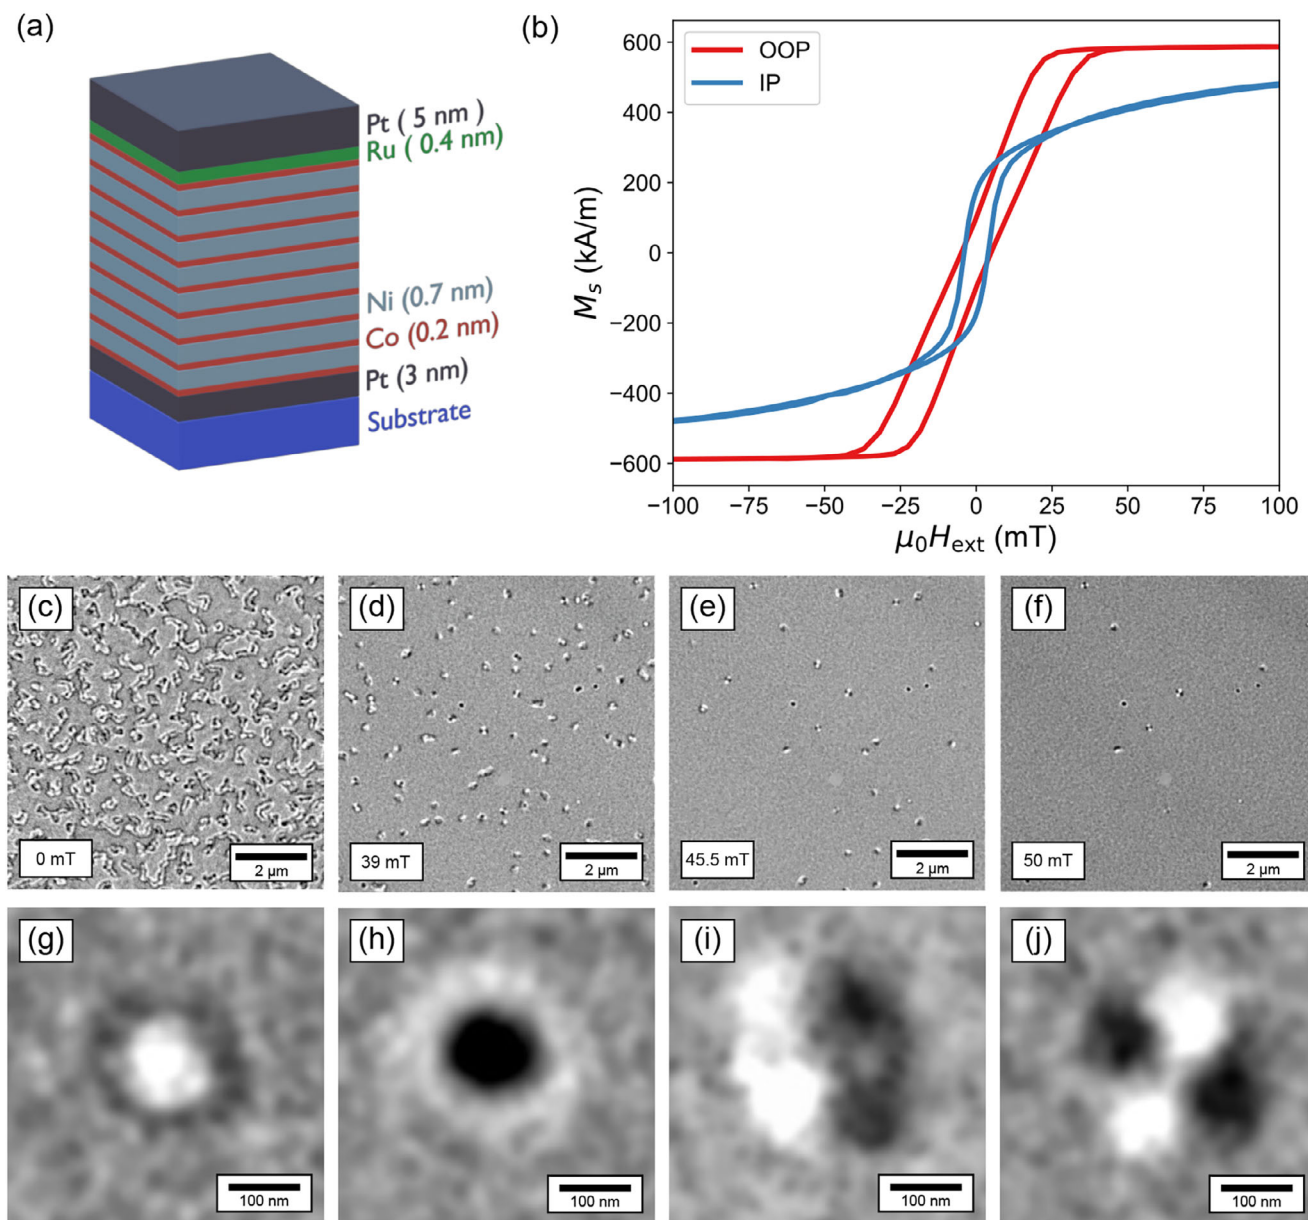 (a)
Pt ( 5 nm )
Ru ( 0.4 nm)
Ni (0.7 nm)
Co (0.2 nm)
Pt (3 nm)
Substrate
(b)
OOP
IP
600
400
200
0
−200
−400
−600
M_s (kA/m)
−100 −75 −50 −25 0 25 50 75 100
μ₀H_ext (mT)
(c)
0 mT
2 μm
(d)
39 mT
2 μm
(e)
45.5 mT
2 μm
(f)
50 mT
2 μm
(g)
100 nm
(h)
100 nm
(i)
100 nm
(j)
100 nm